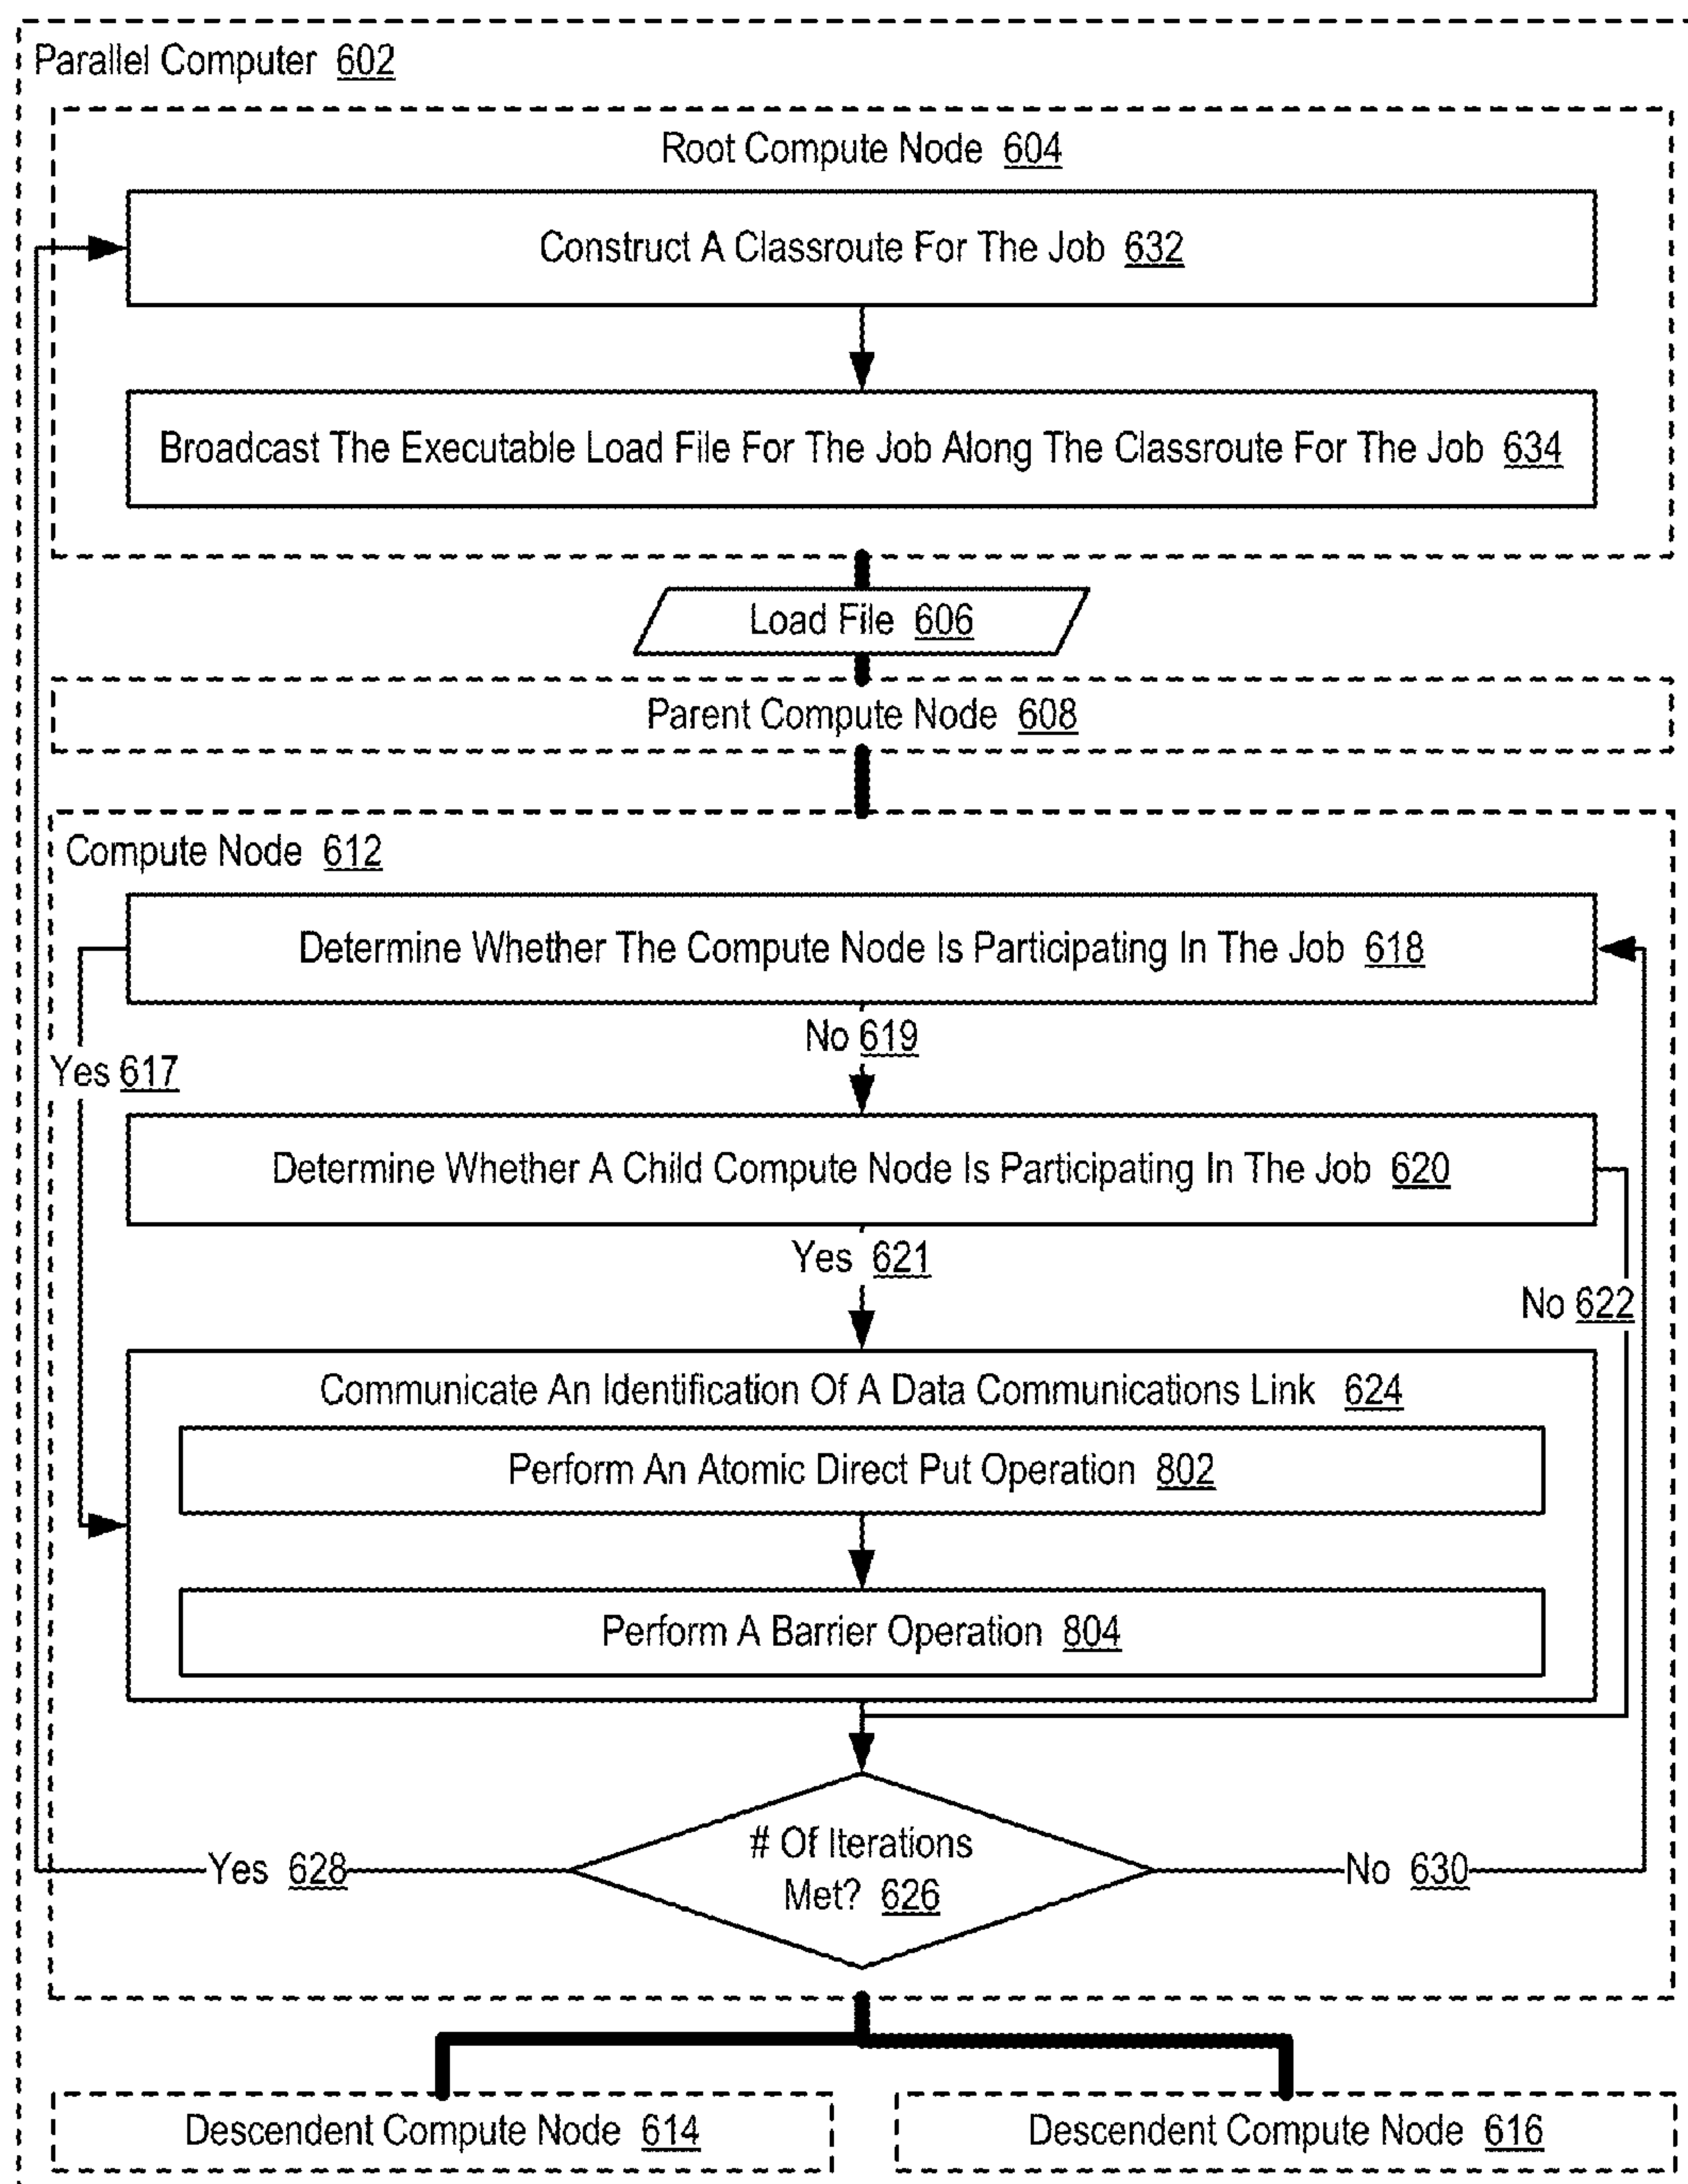 Parallel Computer 602
Root Compute Node 604
Construct A Classroute For The Job 632
Broadcast The Executable Load File For The Job Along The Classroute For The Job 634
Load File 606
Parent Compute Node 608
Compute Node 612
Determine Whether The Compute Node Is Participating In The Job 618
No 619
Yes 617
Determine Whether A Child Compute Node Is Participating In The Job 620
Yes 621
No 622
Communicate An Identification Of A Data Communications Link 624
Perform An Atomic Direct Put Operation 802
Perform A Barrier Operation 804
# Of Iterations
Met? 626
Yes 628
No 630
Descendent Compute Node 614
Descendent Compute Node 616